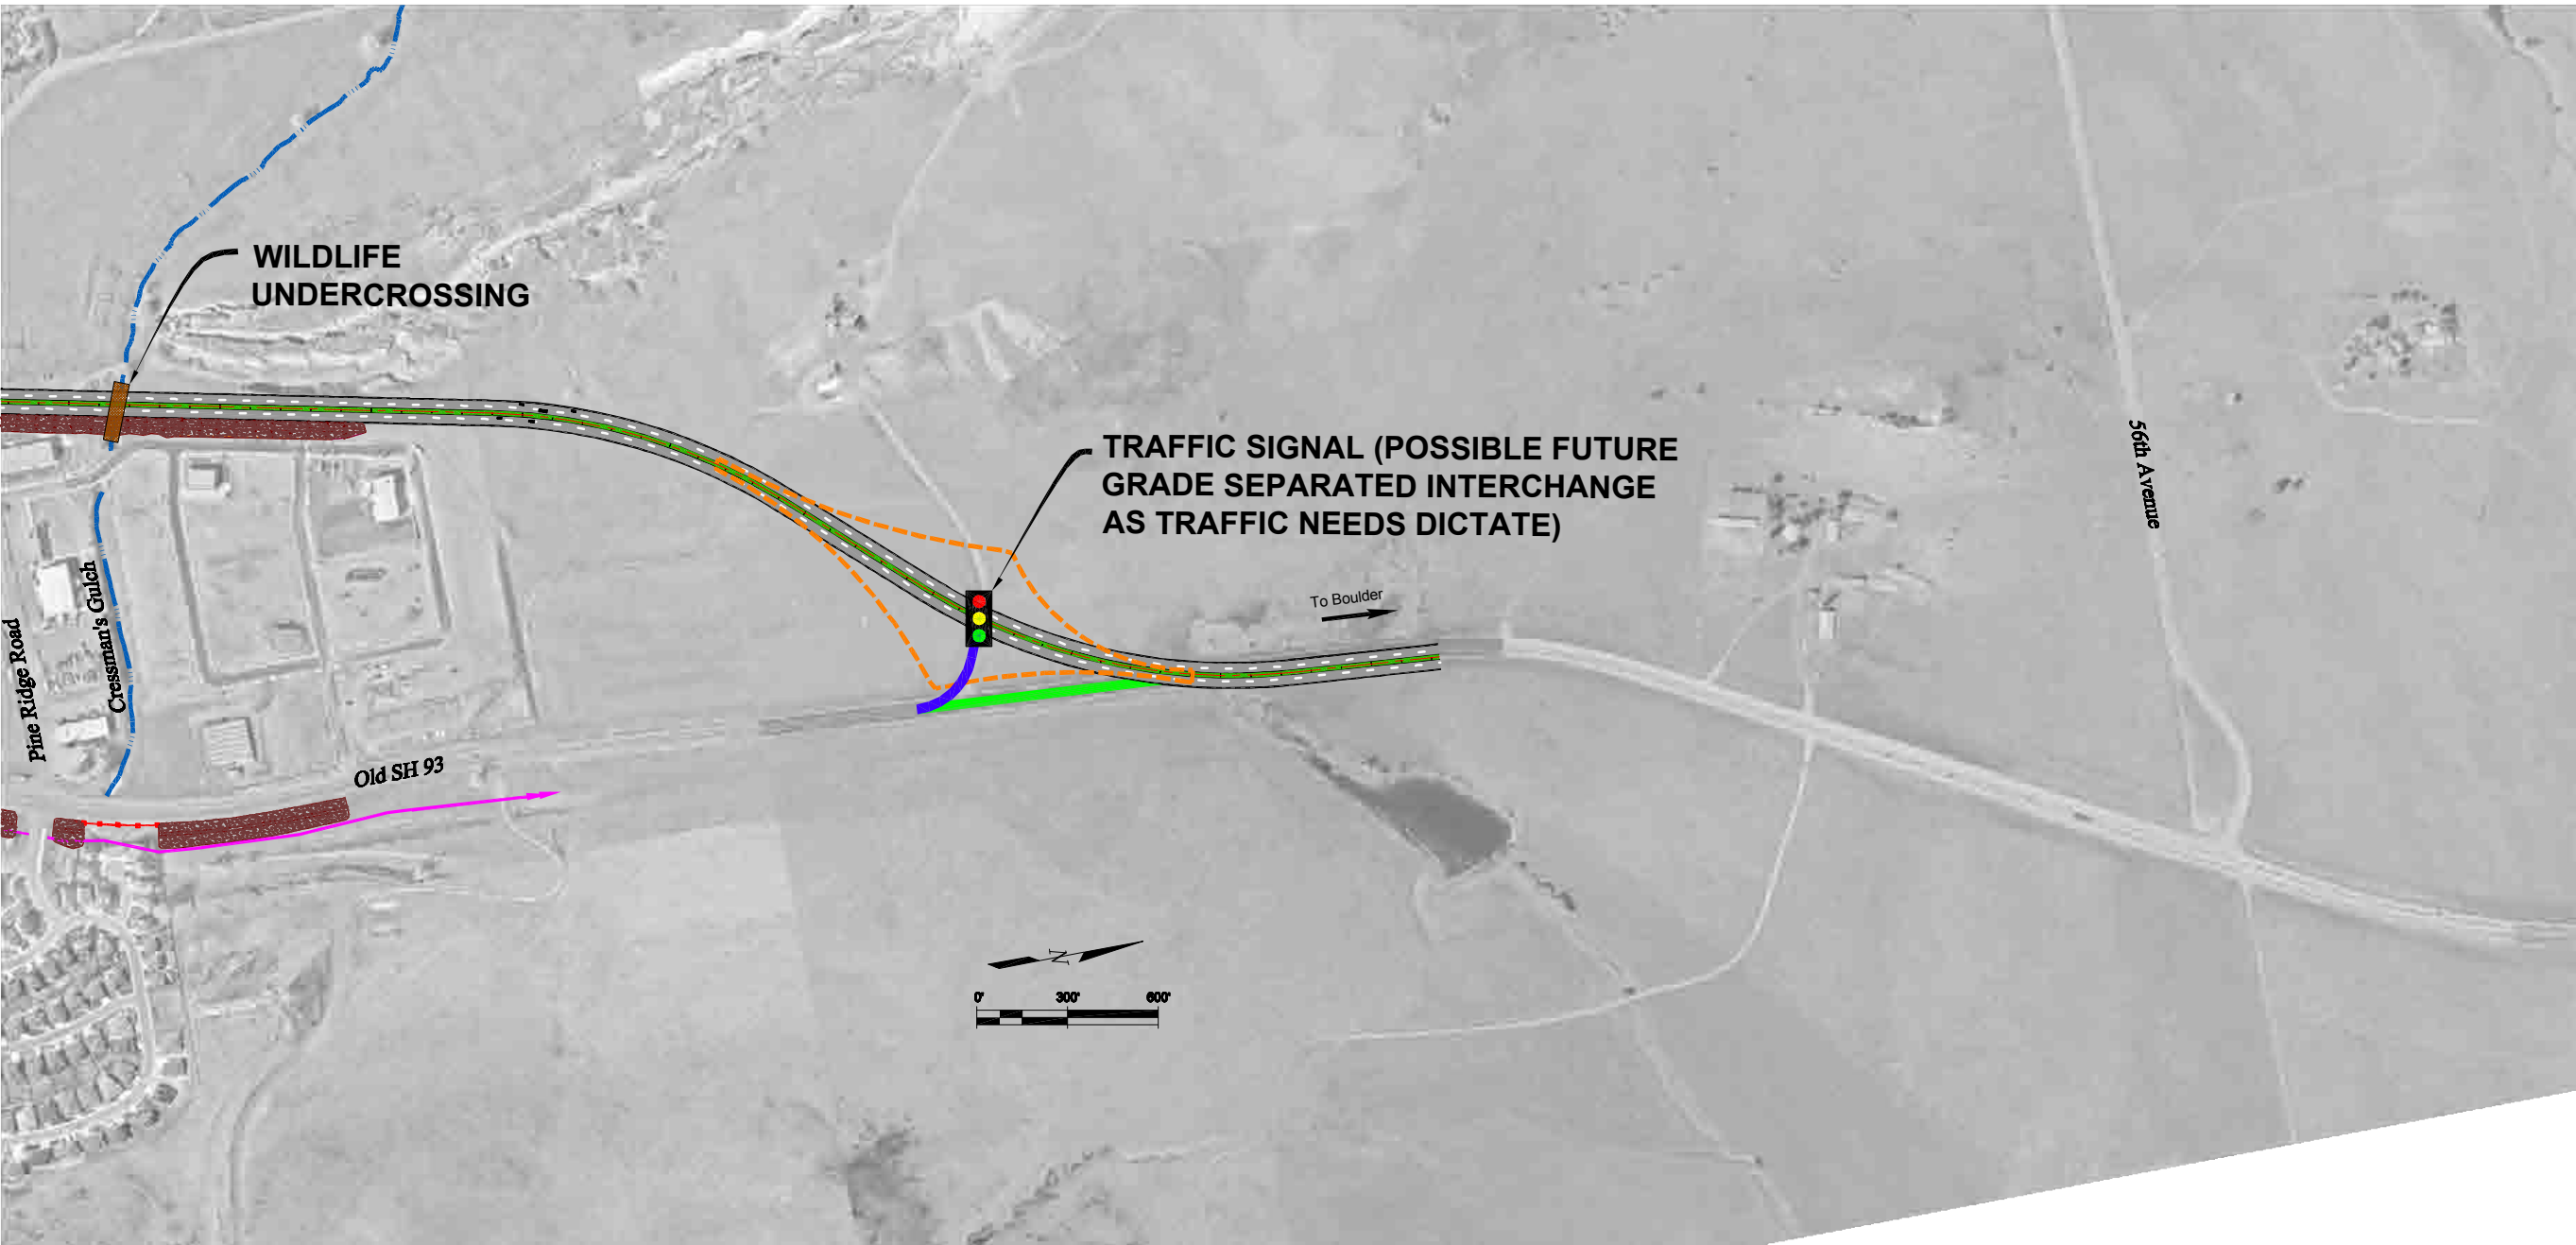 WILDLIFE
UNDERCROSSING
TRAFFIC SIGNAL (POSSIBLE FUTURE
GRADE SEPARATED INTERCHANGE
AS TRAFFIC NEEDS DICTATE)
56th Avenue
To Boulder
Cressman's Gulch
Pine Ridge Road
Old SH 93
N
0' 300' 600'